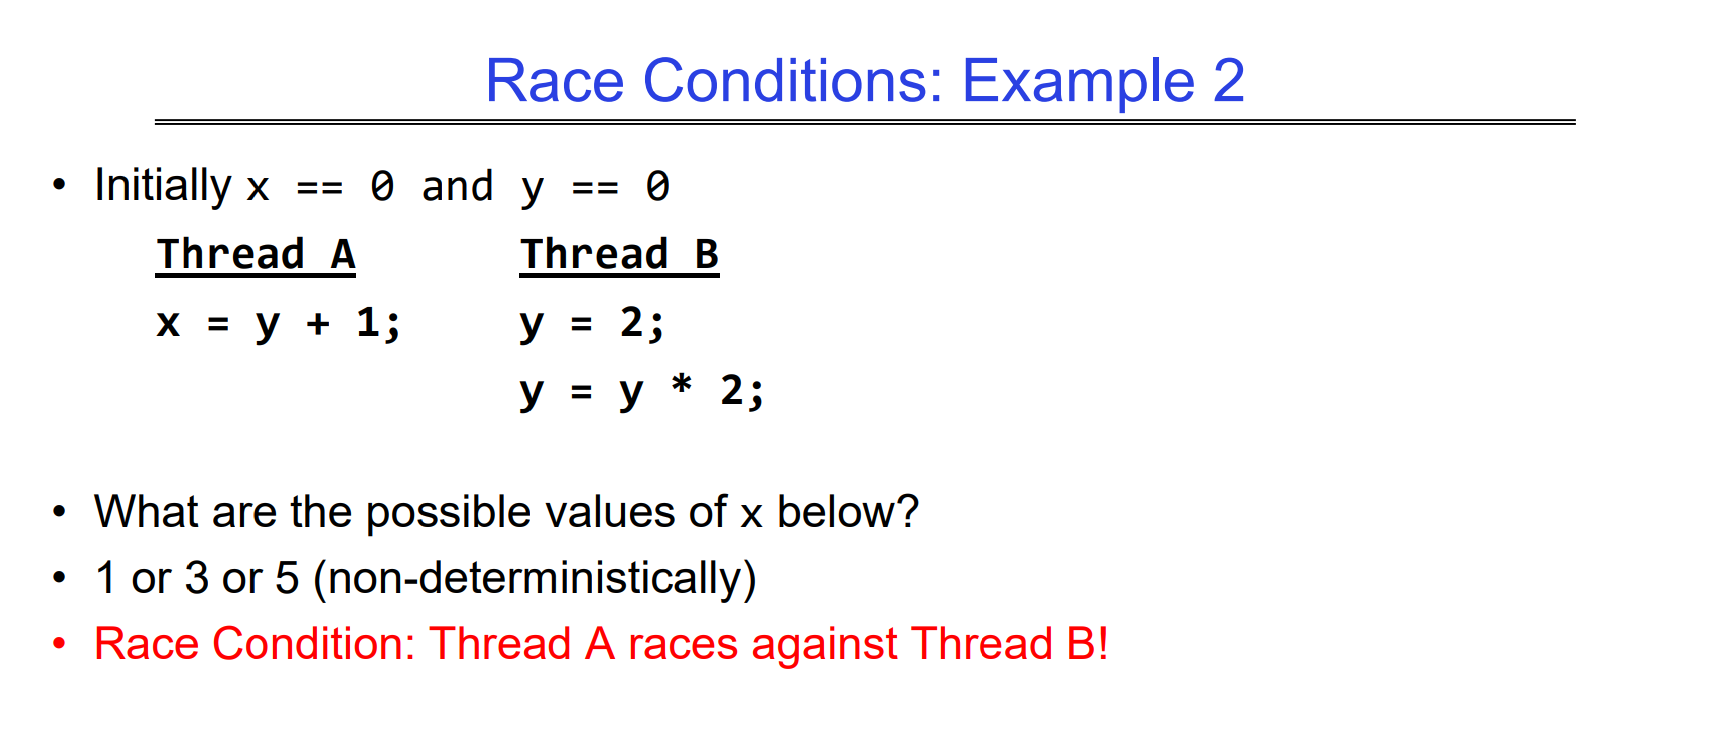 Race Conditions: Example 2
• Initially x == 0 and y == 0
Thread A Thread B
x = y + 1; y = 2;
y = y * 2;
• What are the possible values of x below?
• 1 or 3 or 5 (non-deterministically)
• Race Condition: Thread A races against Thread B!